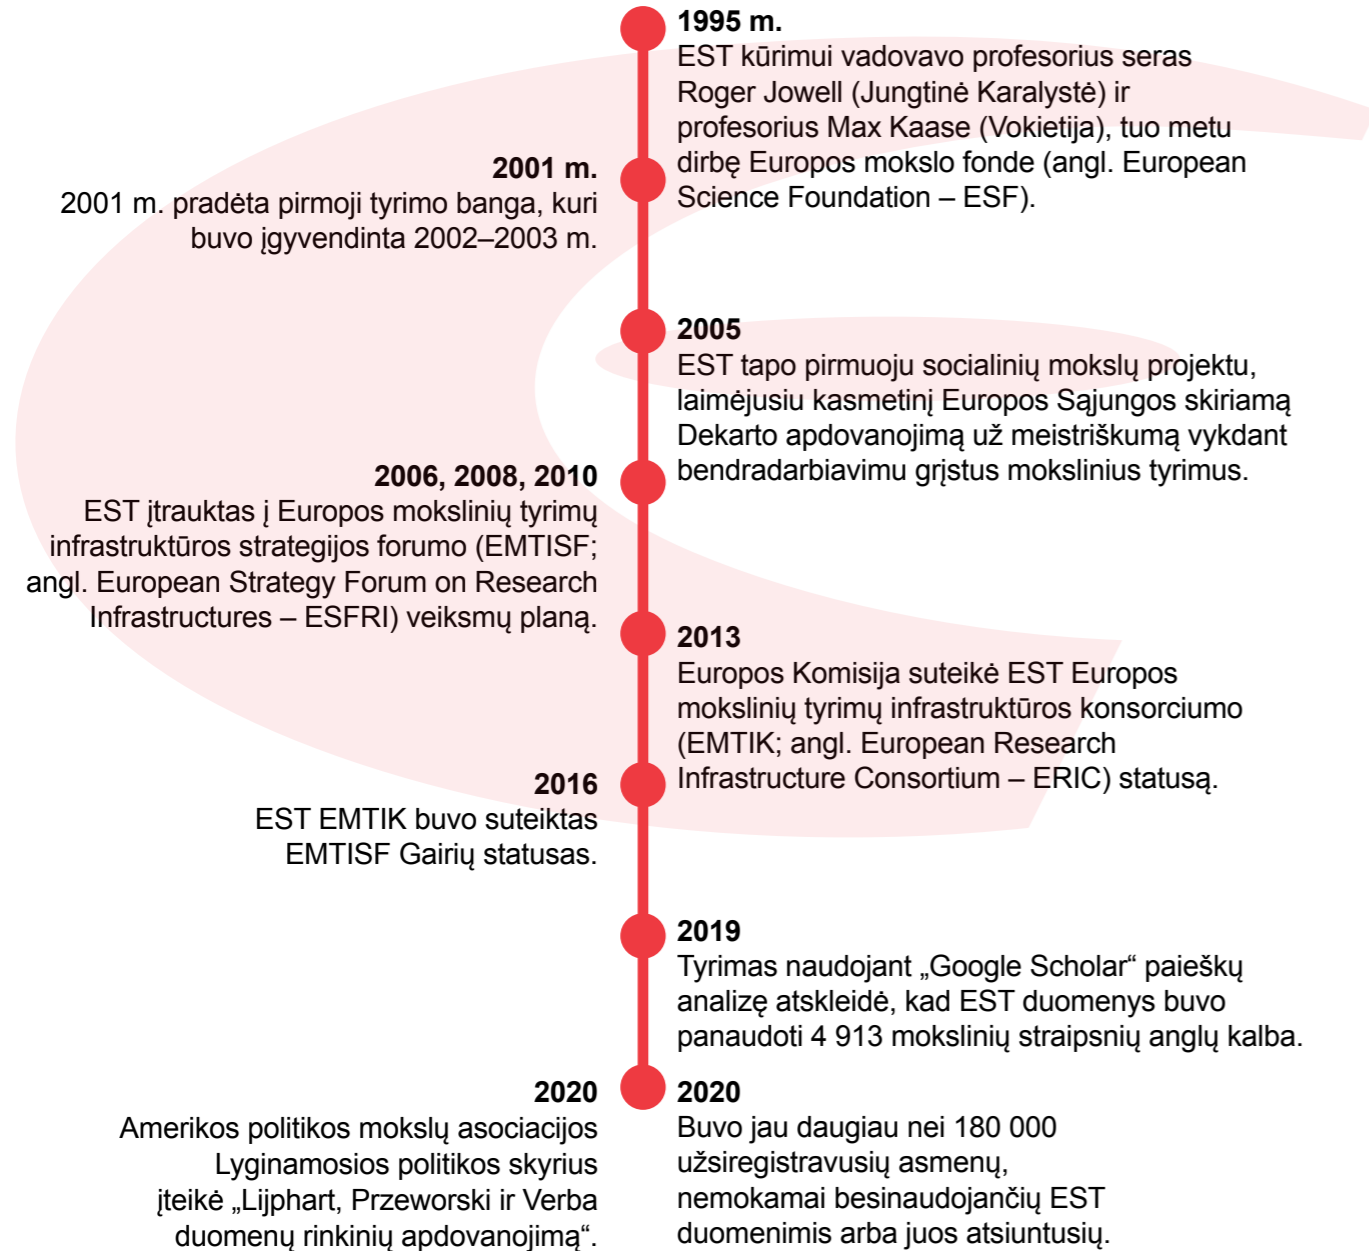 1995 m.
EST kūrimui vadovavo profesorius seras
Roger Jowell (Jungtinė Karalystė) ir
profesorius Max Kaase (Vokietija), tuo metu
dirbę Europos mokslo fonde (angl. European
Science Foundation – ESF).
2001 m.
2001 m. pradėta pirmoji tyrimo banga, kuri
buvo įgyvendinta 2002–2003 m.
2005
EST tapo pirmuoju socialinių mokslų projektu,
laimėjusiu kasmetinį Europos Sąjungos skiriamą
Dekarto apdovanojimą už meistriškumą vykdant
bendradarbiavimu grįstus mokslinius tyrimus.
2006, 2008, 2010
EST įtrauktas į Europos mokslinių tyrimų
infrastruktūros strategijos forumo (EMTISF;
angl. European Strategy Forum on Research
Infrastructures – ESFRI) veiksmų planą.
2013
Europos Komisija suteikė EST Europos
mokslinių tyrimų infrastruktūros konsorciumo
(EMTIK; angl. European Research
Infrastructure Consortium – ERIC) statusą.
2016
EST EMTIK buvo suteiktas
EMTISF Gairių statusas.
2019
Tyrimas naudojant „Google Scholar“ paieškų
analizę atskleidė, kad EST duomenys buvo
panaudoti 4 913 mokslinių straipsnių anglų kalba.
2020
Amerikos politikos mokslų asociacijos
Lyginamosios politikos skyrius
įteikė „Lijphart, Przeworski ir Verba
duomenų rinkinių apdovanojimą“.
2020
Buvo jau daugiau nei 180 000
užsiregistravusių asmenų,
nemokamai besinaudojančių EST
duomenimis arba juos atsiuntusių.